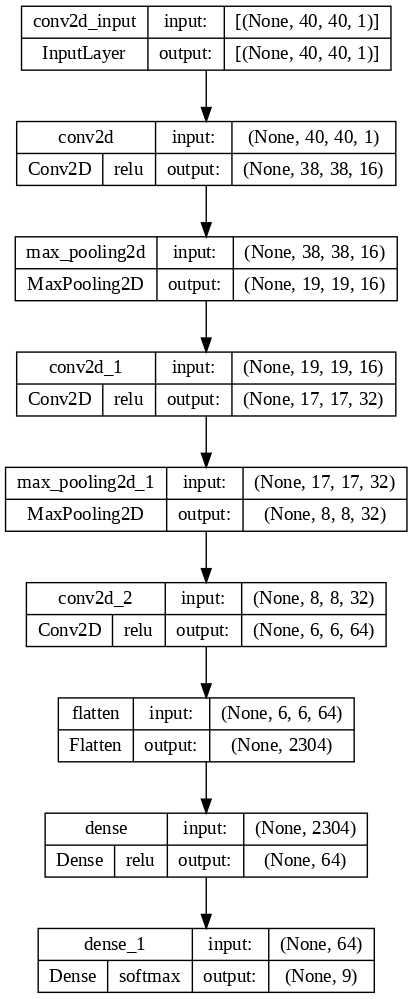 conv2d_input input: [(None, 40, 40, 1)]
InputLayer output: [(None, 40, 40, 1)]
conv2d input: (None, 40, 40, 1)
Conv2D relu output: (None, 38, 38, 16)
max_pooling2d input: (None, 38, 38, 16)
MaxPooling2D output: (None, 19, 19, 16)
conv2d_1 input: (None, 19, 19, 16)
Conv2D relu output: (None, 17, 17, 32)
max_pooling2d_1 input: (None, 17, 17, 32)
MaxPooling2D output: (None, 8, 8, 32)
conv2d_2 input: (None, 8, 8, 32)
Conv2D relu output: (None, 6, 6, 64)
flatten input: (None, 6, 6, 64)
Flatten output: (None, 2304)
dense input: (None, 2304)
Dense relu output: (None, 64)
dense_1 input: (None, 64)
Dense softmax output: (None, 9)